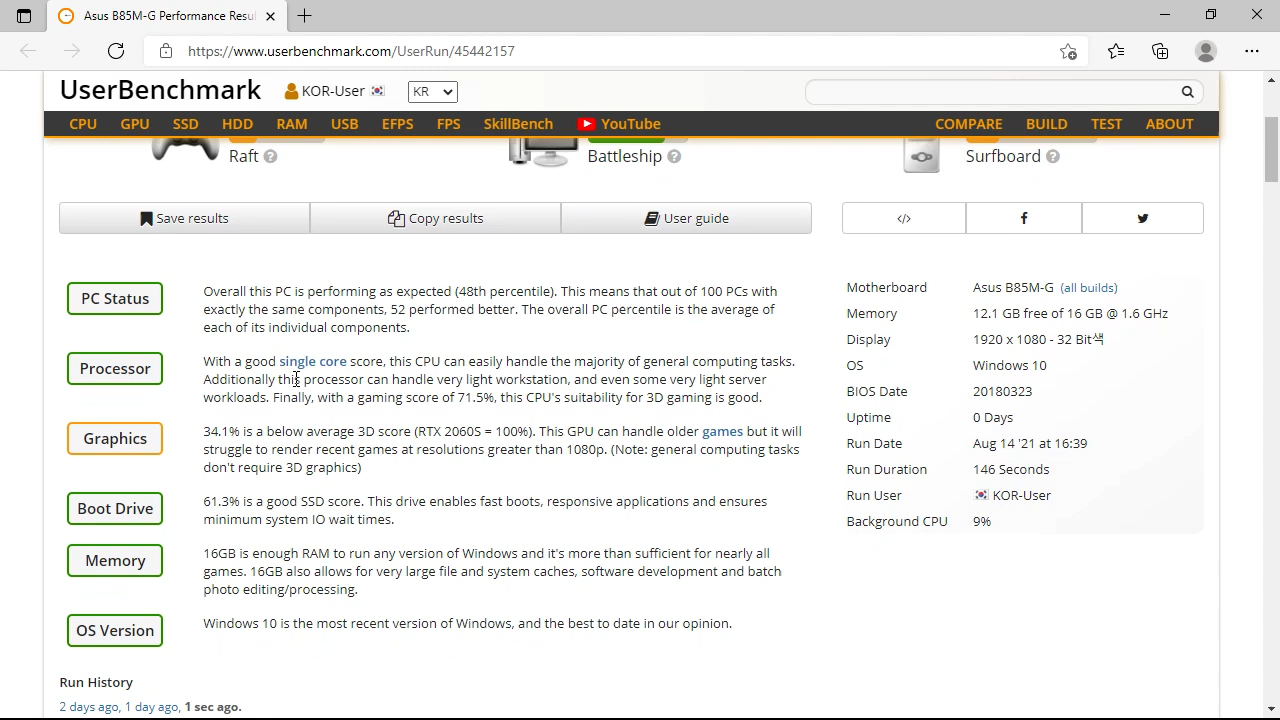 Asus B85M-G Performance Resu
https://www.userbenchmark.com/UserRun/45442157
UserBenchmark KOR-User KR
CPU GPU SSD HDD RAM USB EFPS FPS SkillBench YouTube COMPARE BUILD TEST ABOUT
Raft Battleship Surfboard
Save results Copy results User guide </>
PC Status
Overall this PC is performing as expected (48th percentile). This means that out of 100 PCs with
exactly the same components, 52 performed better. The overall PC percentile is the average of
each of its individual components.
Processor
With a good single core score, this CPU can easily handle the majority of general computing tasks.
Additionally this processor can handle very light workstation, and even some very light server
workloads. Finally, with a gaming score of 71.5%, this CPU's suitability for 3D gaming is good.
Graphics
34.1% is a below average 3D score (RTX 2060S = 100%). This GPU can handle older games but it will
struggle to render recent games at resolutions greater than 1080p. (Note: general computing tasks
don't require 3D graphics)
Boot Drive
61.3% is a good SSD score. This drive enables fast boots, responsive applications and ensures
minimum system IO wait times.
Memory
16GB is enough RAM to run any version of Windows and it's more than sufficient for nearly all
games. 16GB also allows for very large file and system caches, software development and batch
photo editing/processing.
OS Version
Windows 10 is the most recent version of Windows, and the best to date in our opinion.
Motherboard Asus B85M-G (all builds)
Memory 12.1 GB free of 16 GB @ 1.6 GHz
Display 1920 x 1080 - 32 Bit색
OS Windows 10
BIOS Date 20180323
Uptime 0 Days
Run Date Aug 14 '21 at 16:39
Run Duration 146 Seconds
Run User KOR-User
Background CPU 9%
Run History
2 days ago, 1 day ago, 1 sec ago.